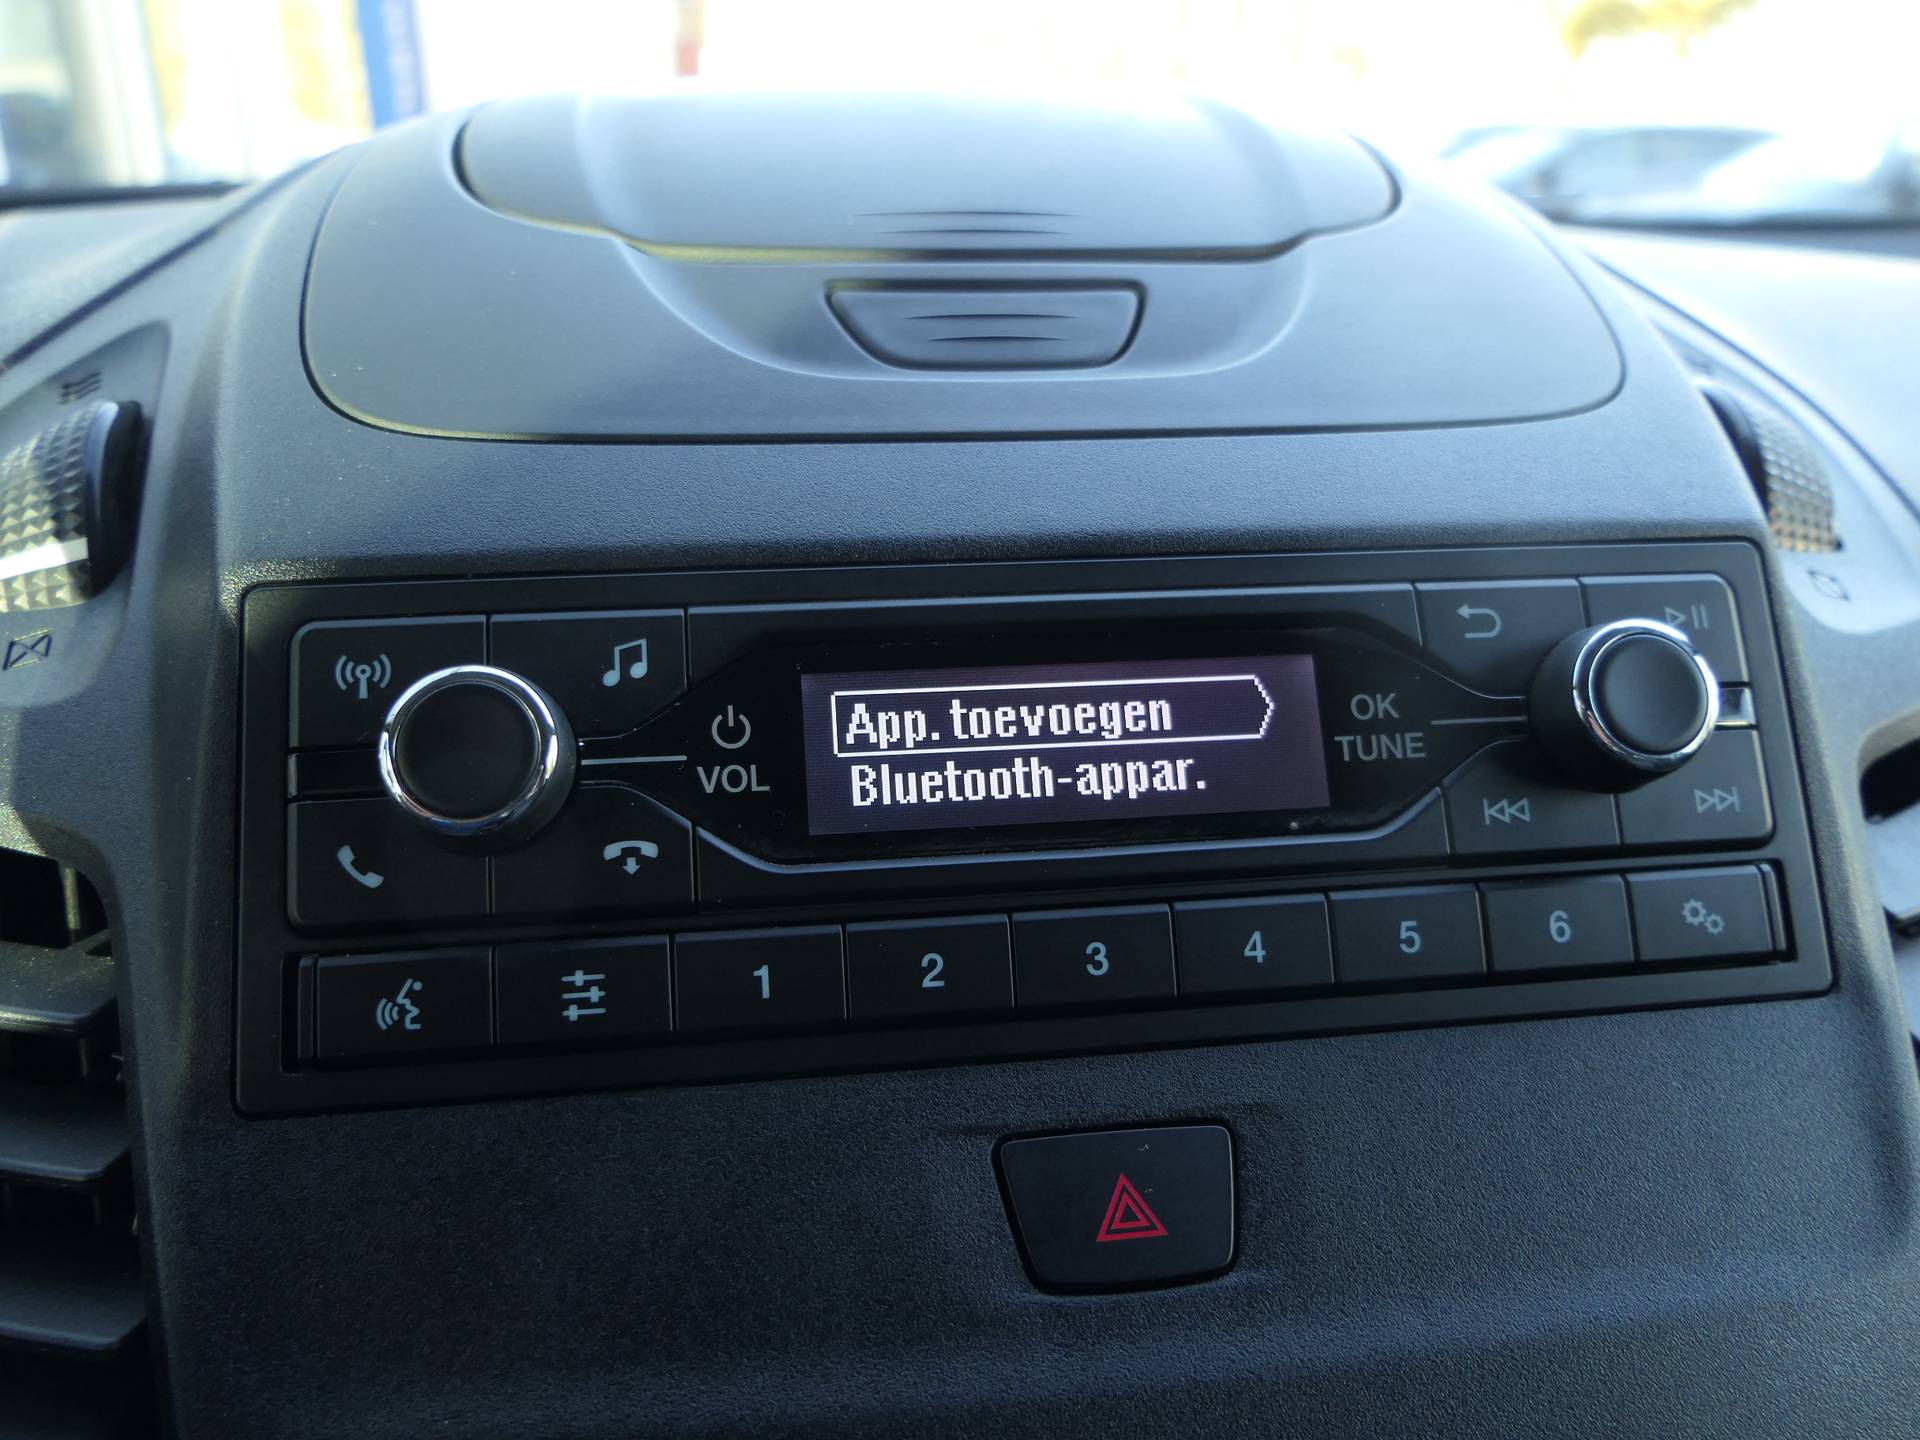 App. toevoegen
Bluetooth-appar.
VOL
OK
TUNE
1 2 3 4 5 6